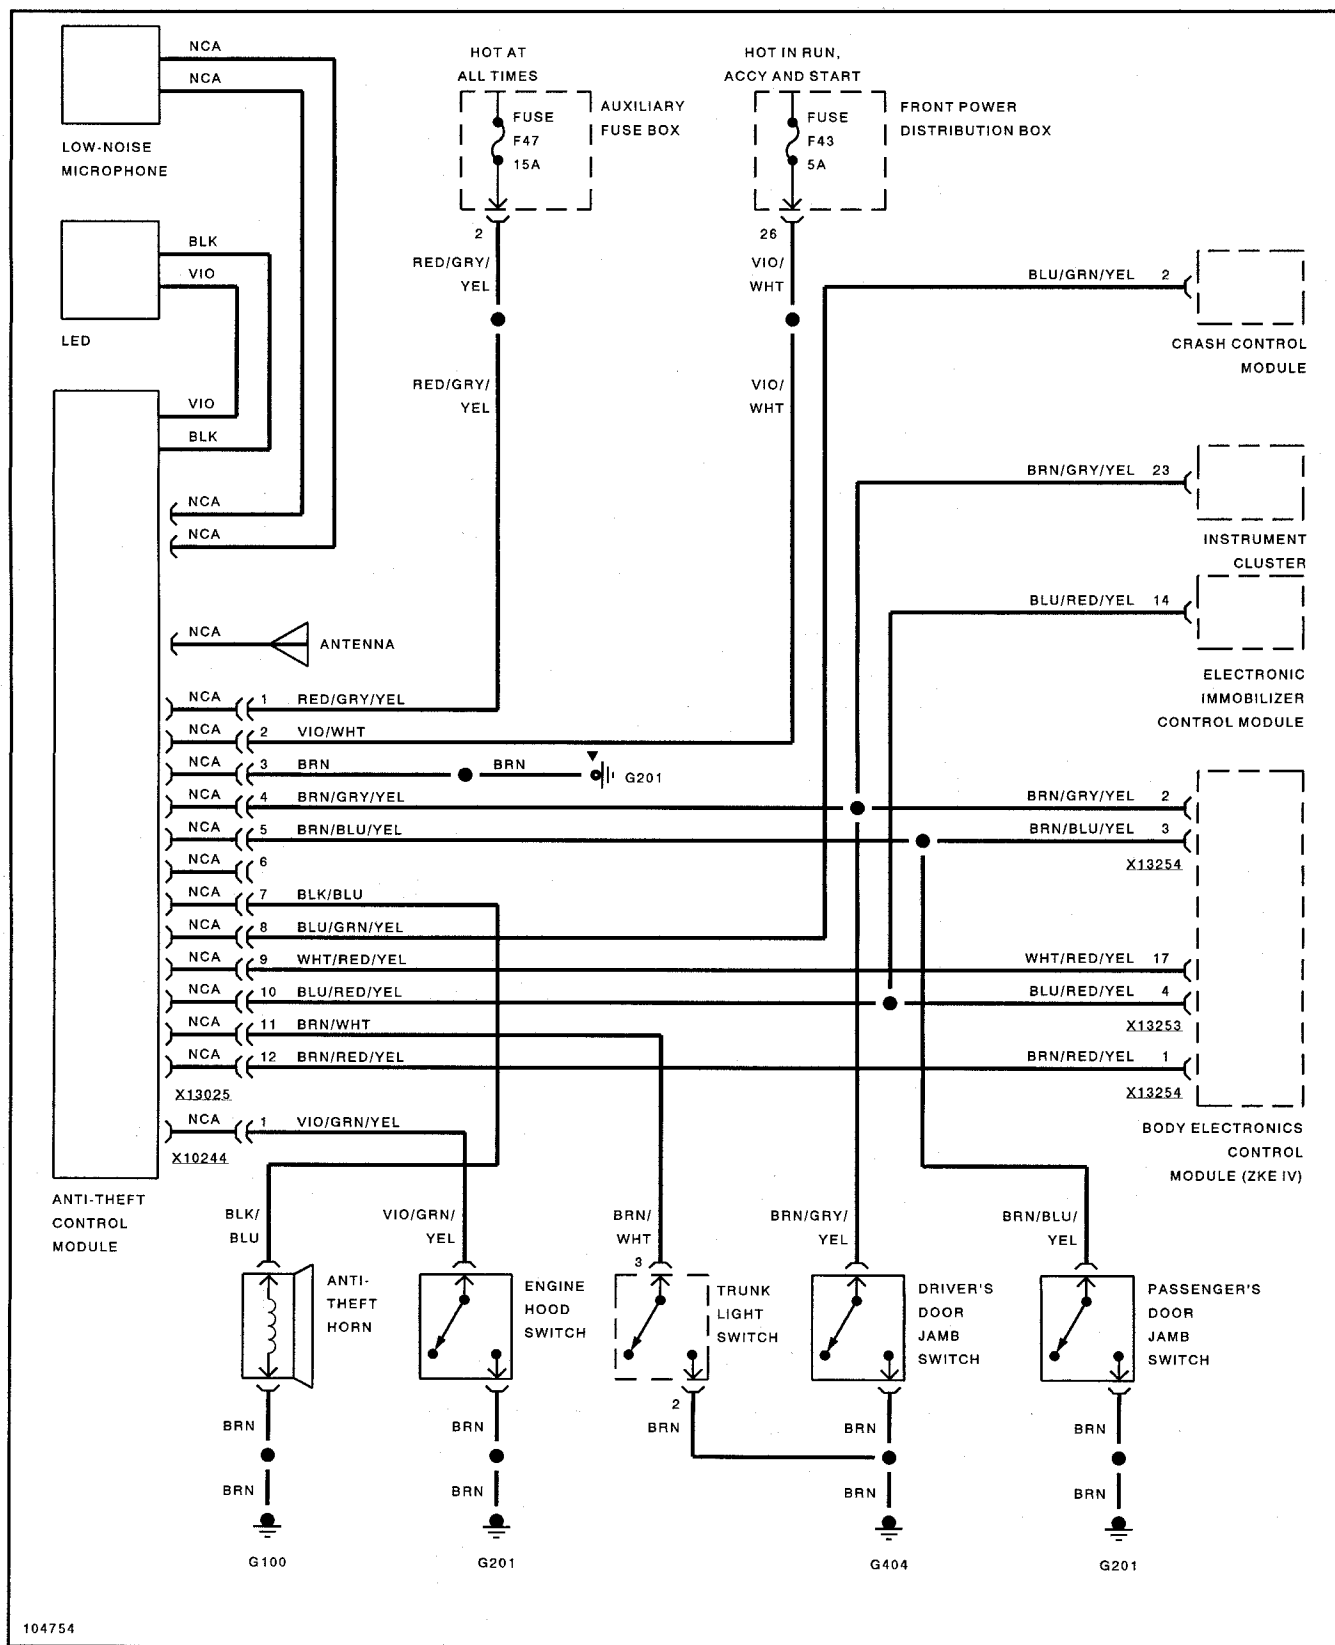 NCA
NCA
LOW-NOISE
MICROPHONE
HOT AT
ALL TIMES
FUSE
F47
15A
AUXILIARY
FUSE BOX
HOT IN RUN,
ACCY AND START
FUSE
F43
5A
FRONT POWER
DISTRIBUTION BOX
BLK
VIO
LED
2
RED/GRY/
YEL
26
VIO/
WHT
BLU/GRN/YEL 2
CRASH CONTROL
MODULE
VIO
BLK
RED/GRY/
YEL
VIO/
WHT
BRN/GRY/YEL 23
INSTRUMENT
CLUSTER
NCA
NCA
BLU/RED/YEL 14
ELECTRONIC
IMMOBILIZER
CONTROL MODULE
NCA ANTENNA
NCA 1 RED/GRY/YEL
NCA 2 VIO/WHT
NCA 3 BRN BRN G201
NCA 4 BRN/GRY/YEL BRN/GRY/YEL 2
NCA 5 BRN/BLU/YEL BRN/BLU/YEL 3
X13254
NCA 6
NCA 7 BLK/BLU
NCA 8 BLU/GRN/YEL
NCA 9 WHT/RED/YEL WHT/RED/YEL 17
NCA 10 BLU/RED/YEL BLU/RED/YEL 4
X13253
NCA 11 BRN/WHT
NCA 12 BRN/RED/YEL BRN/RED/YEL 1
X13025 X13254
NCA 1 VIO/GRN/YEL
X10244
BODY ELECTRONICS
CONTROL
MODULE (ZKE IV)
ANTI-THEFT
CONTROL
MODULE
BLK/
BLU
VIO/GRN/
YEL
BRN/
WHT
3
BRN/GRY/
YEL
BRN/BLU/
YEL
ANTI-
THEFT
HORN
ENGINE
HOOD
SWITCH
TRUNK
LIGHT
SWITCH
DRIVER'S
DOOR
JAMB
SWITCH
PASSENGER'S
DOOR
JAMB
SWITCH
2
BRN BRN BRN BRN BRN
BRN BRN BRN BRN
G100 G201 G404 G201
104754